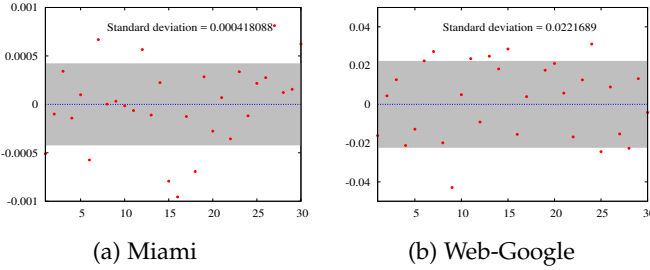 0.001
Standard deviation = 0.000418088
0.0005
0
-0.0005
-0.001
5 10 15 20 25 30
(a) Miami
0.04
Standard deviation = 0.0221689
0.02
0
-0.02
-0.04
5 10 15 20 25 30
(b) Web-Google